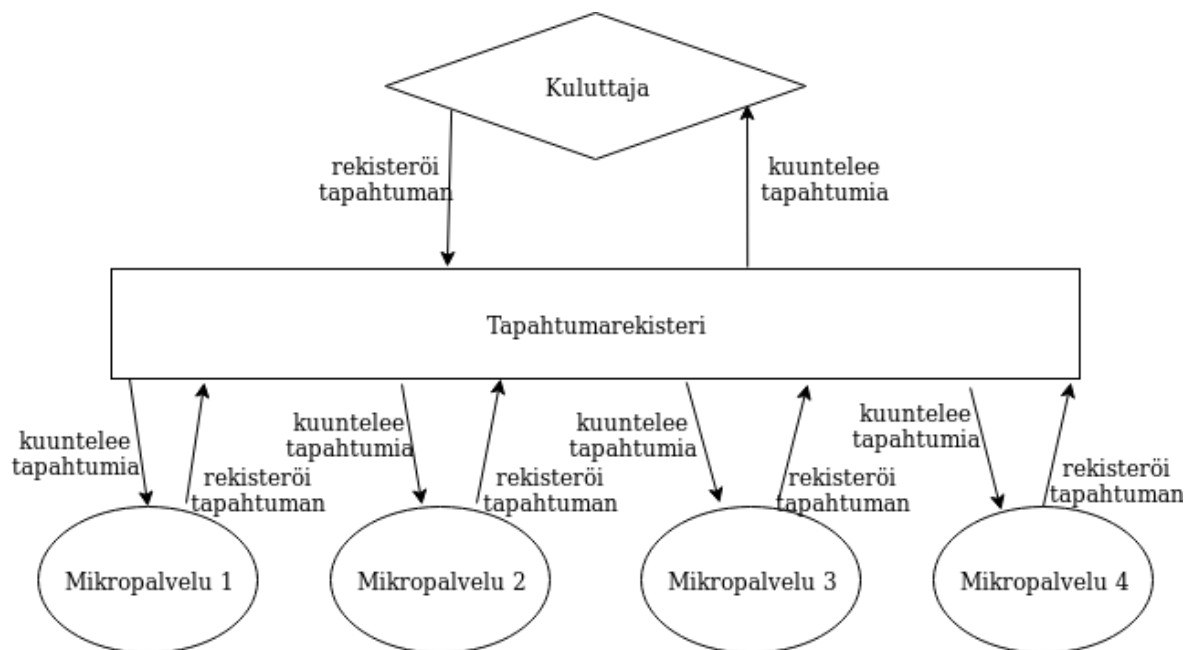 Kuluttaja
rekisteröi
tapahtuman
kuuntelee
tapahtumia
Tapahtumarekisteri
kuuntelee
tapahtumia
rekisteröi
tapahtuman
kuuntelee
tapahtumia
rekisteröi
tapahtuman
kuuntelee
tapahtumia
rekisteröi
tapahtuman
kuuntelee
tapahtumia
rekisteröi
tapahtuman
Mikropalvelu 1
Mikropalvelu 2
Mikropalvelu 3
Mikropalvelu 4